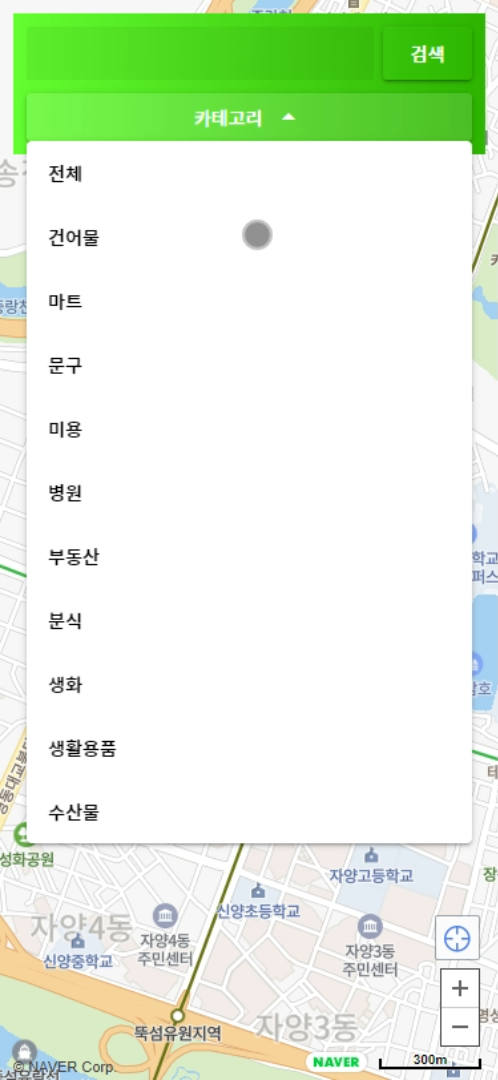 검색
카테고리
전체
건어물
마트
문구
미용
병원
부동산
분식
생화
생활용품
수산물
성화공원
자양고등학교
신양초등학교
자양4동
자양4동
주민센터
신양중학교
자양3동
주민센터
뚝섬유원지역
자양3동
NAVER
300m
© NAVER Corp.